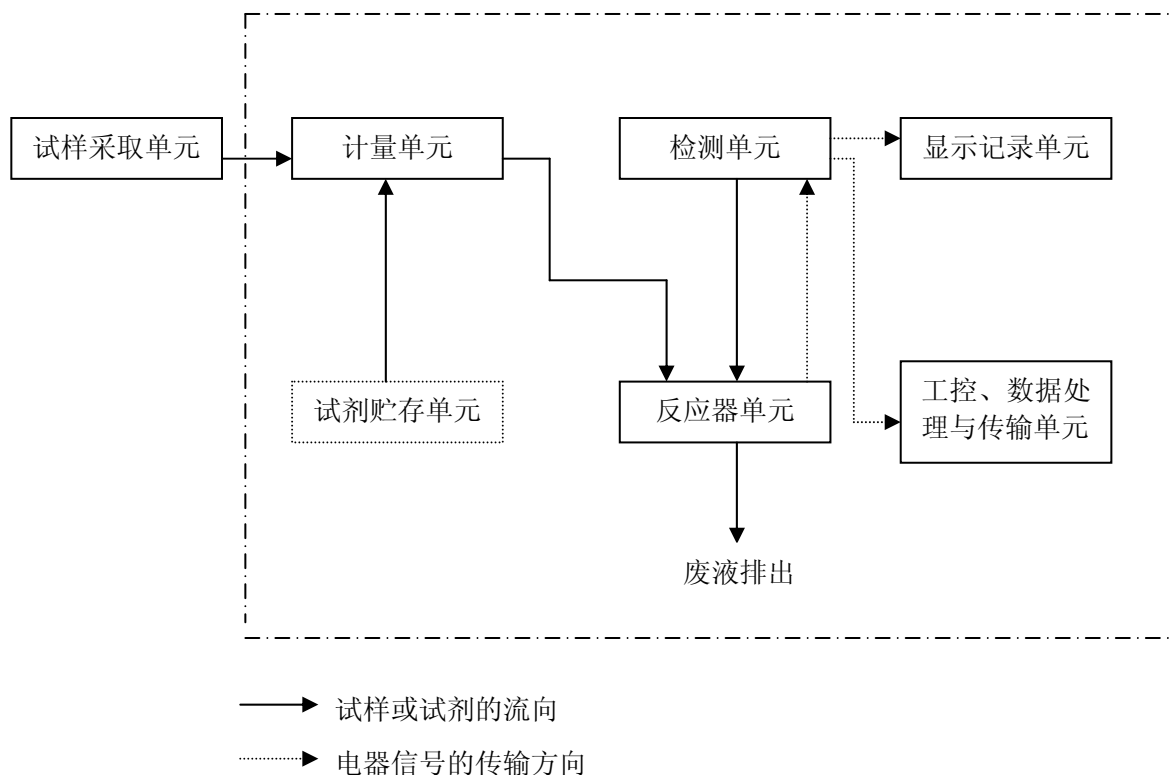 试样采取单元
计量单元
检测单元
显示记录单元
试剂贮存单元
反应器单元
工控、数据处
理与传输单元
废液排出
试样或试剂的流向
电器信号的传输方向